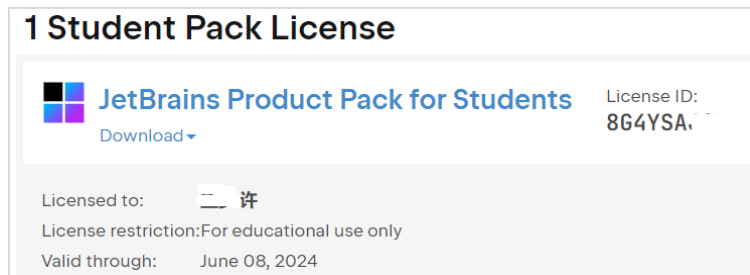 1 Student Pack License
JetBrains Product Pack for Students
License ID:
Download
Licensed to: 许
License restriction:For educational use only
Valid through: June 08, 2024